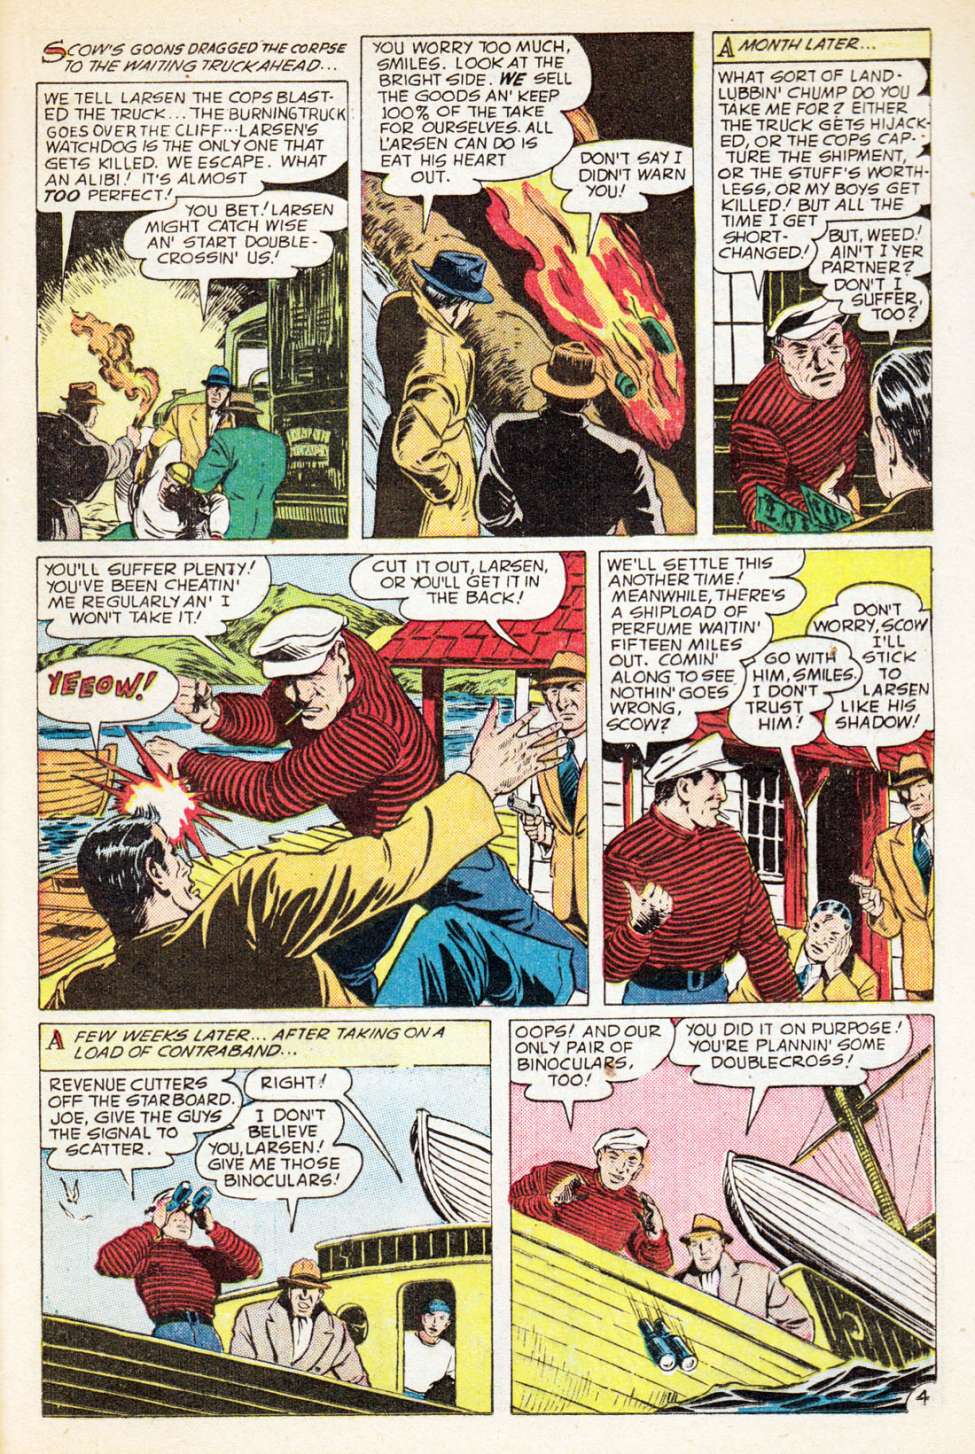 SCOW'S GOONS DRAGGED THE CORPSE
TO THE WAITING TRUCK AHEAD...
WE TELL LARSEN THE COPS BLAST-
ED THE TRUCK... THE BURNING TRUCK
GOES OVER THE CLIFF... LARSEN'S
WATCHDOG IS THE ONLY ONE THAT
GETS KILLED. WE ESCAPE. WHAT
AN ALIBI! IT'S ALMOST
TOO PERFECT!
YOU BET! LARSEN
MIGHT CATCH WISE
AN' START DOUBLE-
CROSSIN' US!
YOU WORRY TOO MUCH,
SMILES. LOOK AT THE
BRIGHT SIDE. WE SELL
THE GOODS AN' KEEP
100% OF THE TAKE
FOR OURSELVES. ALL
LARSEN CAN DO IS
EAT HIS HEART
OUT.
DON'T SAY I
DIDN'T WARN
YOU!
A MONTH LATER...
WHAT SORT OF LAND-
LUBBIN' CHUMP DO YOU
TAKE ME FOR? EITHER
THE TRUCK GETS HIJACK-
ED, OR THE COPS CAP-
TURE THE SHIPMENT,
OR THE STUFF'S WORTH-
LESS, OR MY BOYS GET
KILLED! BUT ALL THE
TIME I GET
SHORT-
CHANGED!
BUT, WEED!
AIN'T I YER
PARTNER?
DON'T I
SUFFER,
TOO?
YOU'LL SUFFER PLENTY!
YOU'VE BEEN CHEATIN'
ME REGULARLY AN' I
WON'T TAKE IT!
CUT IT OUT, LARSEN,
OR YOU'LL GET IT IN
THE BACK!
YEEOW!
WE'LL SETTLE THIS
ANOTHER TIME!
MEANWHILE, THERE'S
A SHIPLOAD OF
PERFUME WAITIN'
FIFTEEN MILES
OUT. COMIN'
ALONG TO SEE
NOTHIN' GOES
WRONG,
SCOW?
GO WITH
HIM, SMILES.
I DON'T
TRUST
HIM!
DON'T
WORRY, SCOW
I'LL
STICK
TO
LARSEN
LIKE HIS
SHADOW!
A FEW WEEKS LATER... AFTER TAKING ON A
LOAD OF CONTRABAND...
REVENUE CUTTERS
OFF THE STARBOARD.
JOE, GIVE THE GUYS
THE SIGNAL TO
SCATTER.
RIGHT!
I DON'T
BELIEVE
YOU, LARSEN!
GIVE ME THOSE
BINOCULARS!
OOPS! AND OUR
ONLY PAIR OF
BINOCULARS,
TOO!
YOU DID IT ON PURPOSE!
YOU'RE PLANNIN' SOME
DOUBLECROSS!
4